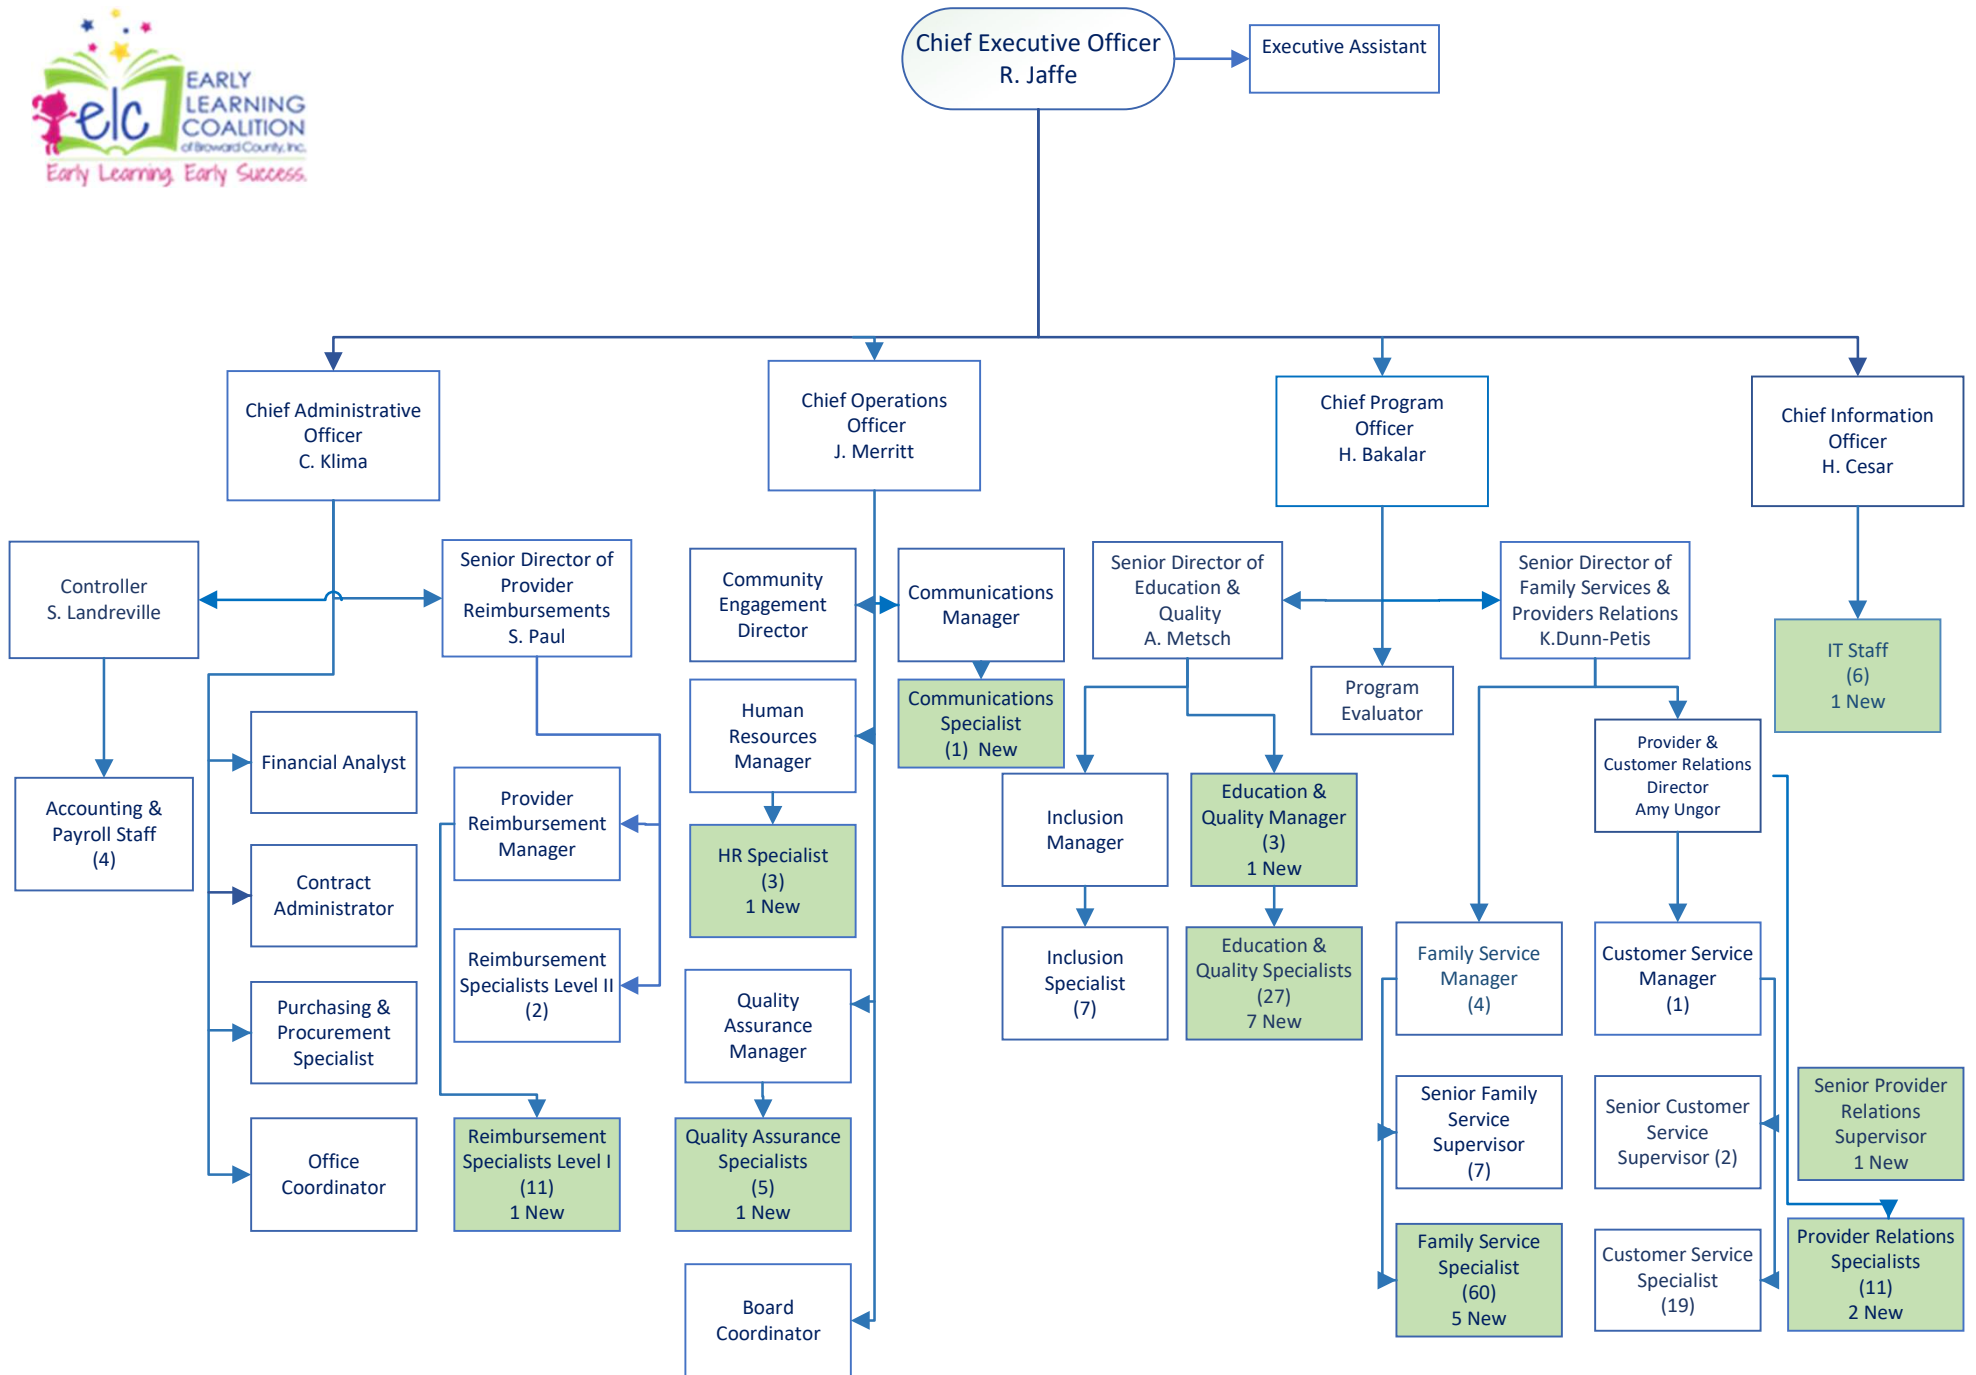 EARLY
LEARNING
COALITION
of Broward County, Inc.
elc
Early Learning. Early Success.
Chief Executive Officer
R. Jaffe
Executive Assistant
Chief Administrative
Officer
C. Klima
Chief Operations
Officer
J. Merritt
Chief Program
Officer
H. Bakalar
Chief Information
Officer
H. Cesar
Controller
S. Landreville
Senior Director of
Provider
Reimbursements
S. Paul
Community
Engagement
Director
Communications
Manager
Senior Director of
Education &
Quality
A. Metsch
Senior Director of
Family Services &
Providers Relations
K.Dunn-Petis
IT Staff
(6)
1 New
Program
Evaluator
Human
Resources
Manager
Communications
Specialist
(1) New
Provider &
Customer Relations
Director
Amy Ungor
Financial Analyst
Accounting &
Payroll Staff
(4)
Provider
Reimbursement
Manager
HR Specialist
(3)
1 New
Inclusion
Manager
Education &
Quality Manager
(3)
1 New
Contract
Administrator
Reimbursement
Specialists Level II
(2)
Inclusion
Specialist
(7)
Education &
Quality Specialists
(27)
7 New
Family Service
Manager
(4)
Customer Service
Manager
(1)
Purchasing &
Procurement
Specialist
Quality
Assurance
Manager
Senior Family
Service
Supervisor
(7)
Senior Customer
Service
Supervisor (2)
Senior Provider
Relations
Supervisor
1 New
Office
Coordinator
Reimbursement
Specialists Level I
(11)
1 New
Quality Assurance
Specialists
(5)
1 New
Family Service
Specialist
(60)
5 New
Customer Service
Specialist
(19)
Provider Relations
Specialists
(11)
2 New
Board
Coordinator